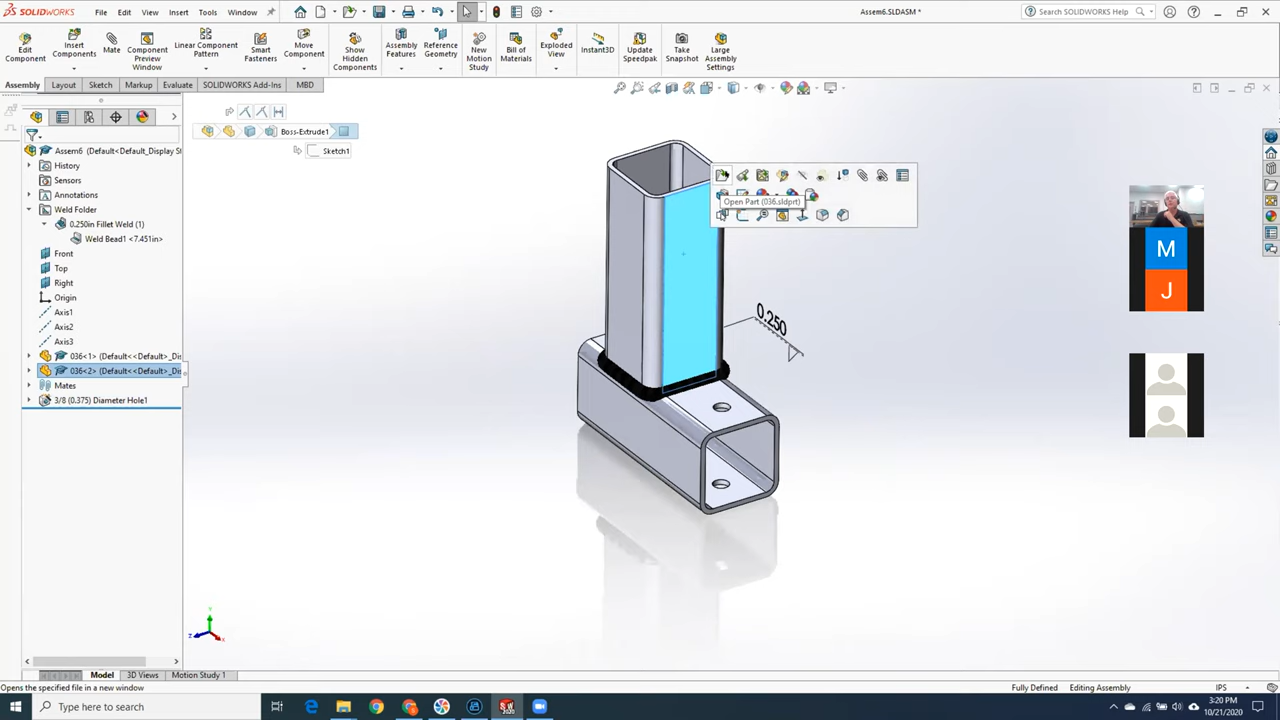 SOLIDWORKS File Edit View Insert Tools Window Assem6.SLDASM * Search SOLIDWORKS Help
Edit Component
Insert Components
Mate
Component Preview Window
Linear Component Pattern
Smart Fasteners
Move Component
Show Hidden Components
Assembly Features
Reference Geometry
New Motion Study
Bill of Materials
Exploded View
Instant3D
Update Speedpak
Take Snapshot
Large Assembly Settings
Assembly Layout Sketch Markup Evaluate SOLIDWORKS Add-Ins MBD
Boss-Extrude1
Sketch1
Assem6 (Default<Default_Display St
History
Sensors
Annotations
Weld Folder
0.250in Fillet Weld (1)
Weld Bead1 <7.451in>
Front
Top
Right
Origin
Axis1
Axis2
Axis3
036<1> (Default<<Default>_Dis
036<2> (Default<<Default>_Dis
Mates
3/8 (0.375) Diameter Hole1
Open Part (036.sldprt)
0.250
M
J
Y
Z
X
Model 3D Views Motion Study 1
Opens the specified file in a new window Fully Defined Editing Assembly IPS
Type here to search
3:20 PM
10/21/2020